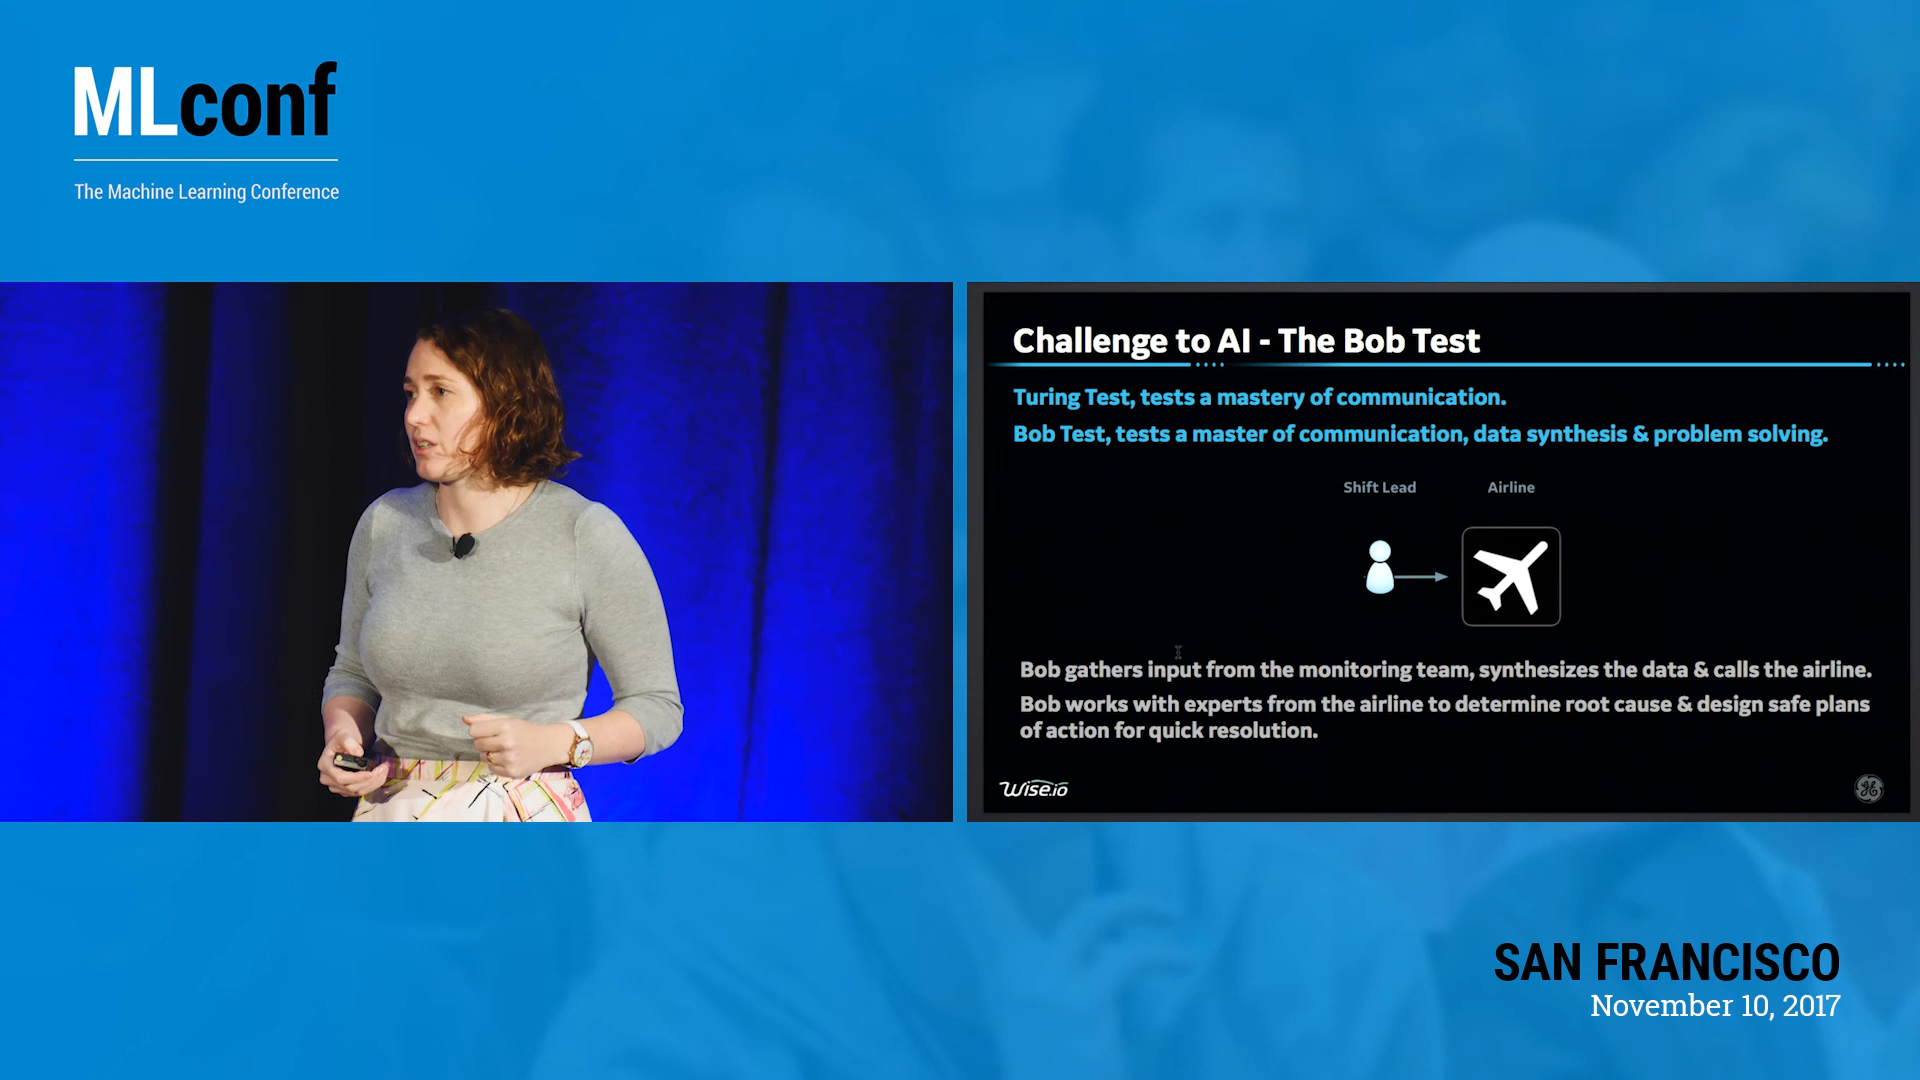 MLconf
The Machine Learning Conference
Challenge to AI - The Bob Test
Turing Test, tests a mastery of communication.
Bob Test, tests a master of communication, data synthesis & problem solving.
Shift Lead Airline
Bob gathers input from the monitoring team, synthesizes the data & calls the airline.
Bob works with experts from the airline to determine root cause & design safe plans
of action for quick resolution.
Wise.io
GE
SAN FRANCISCO
November 10, 2017